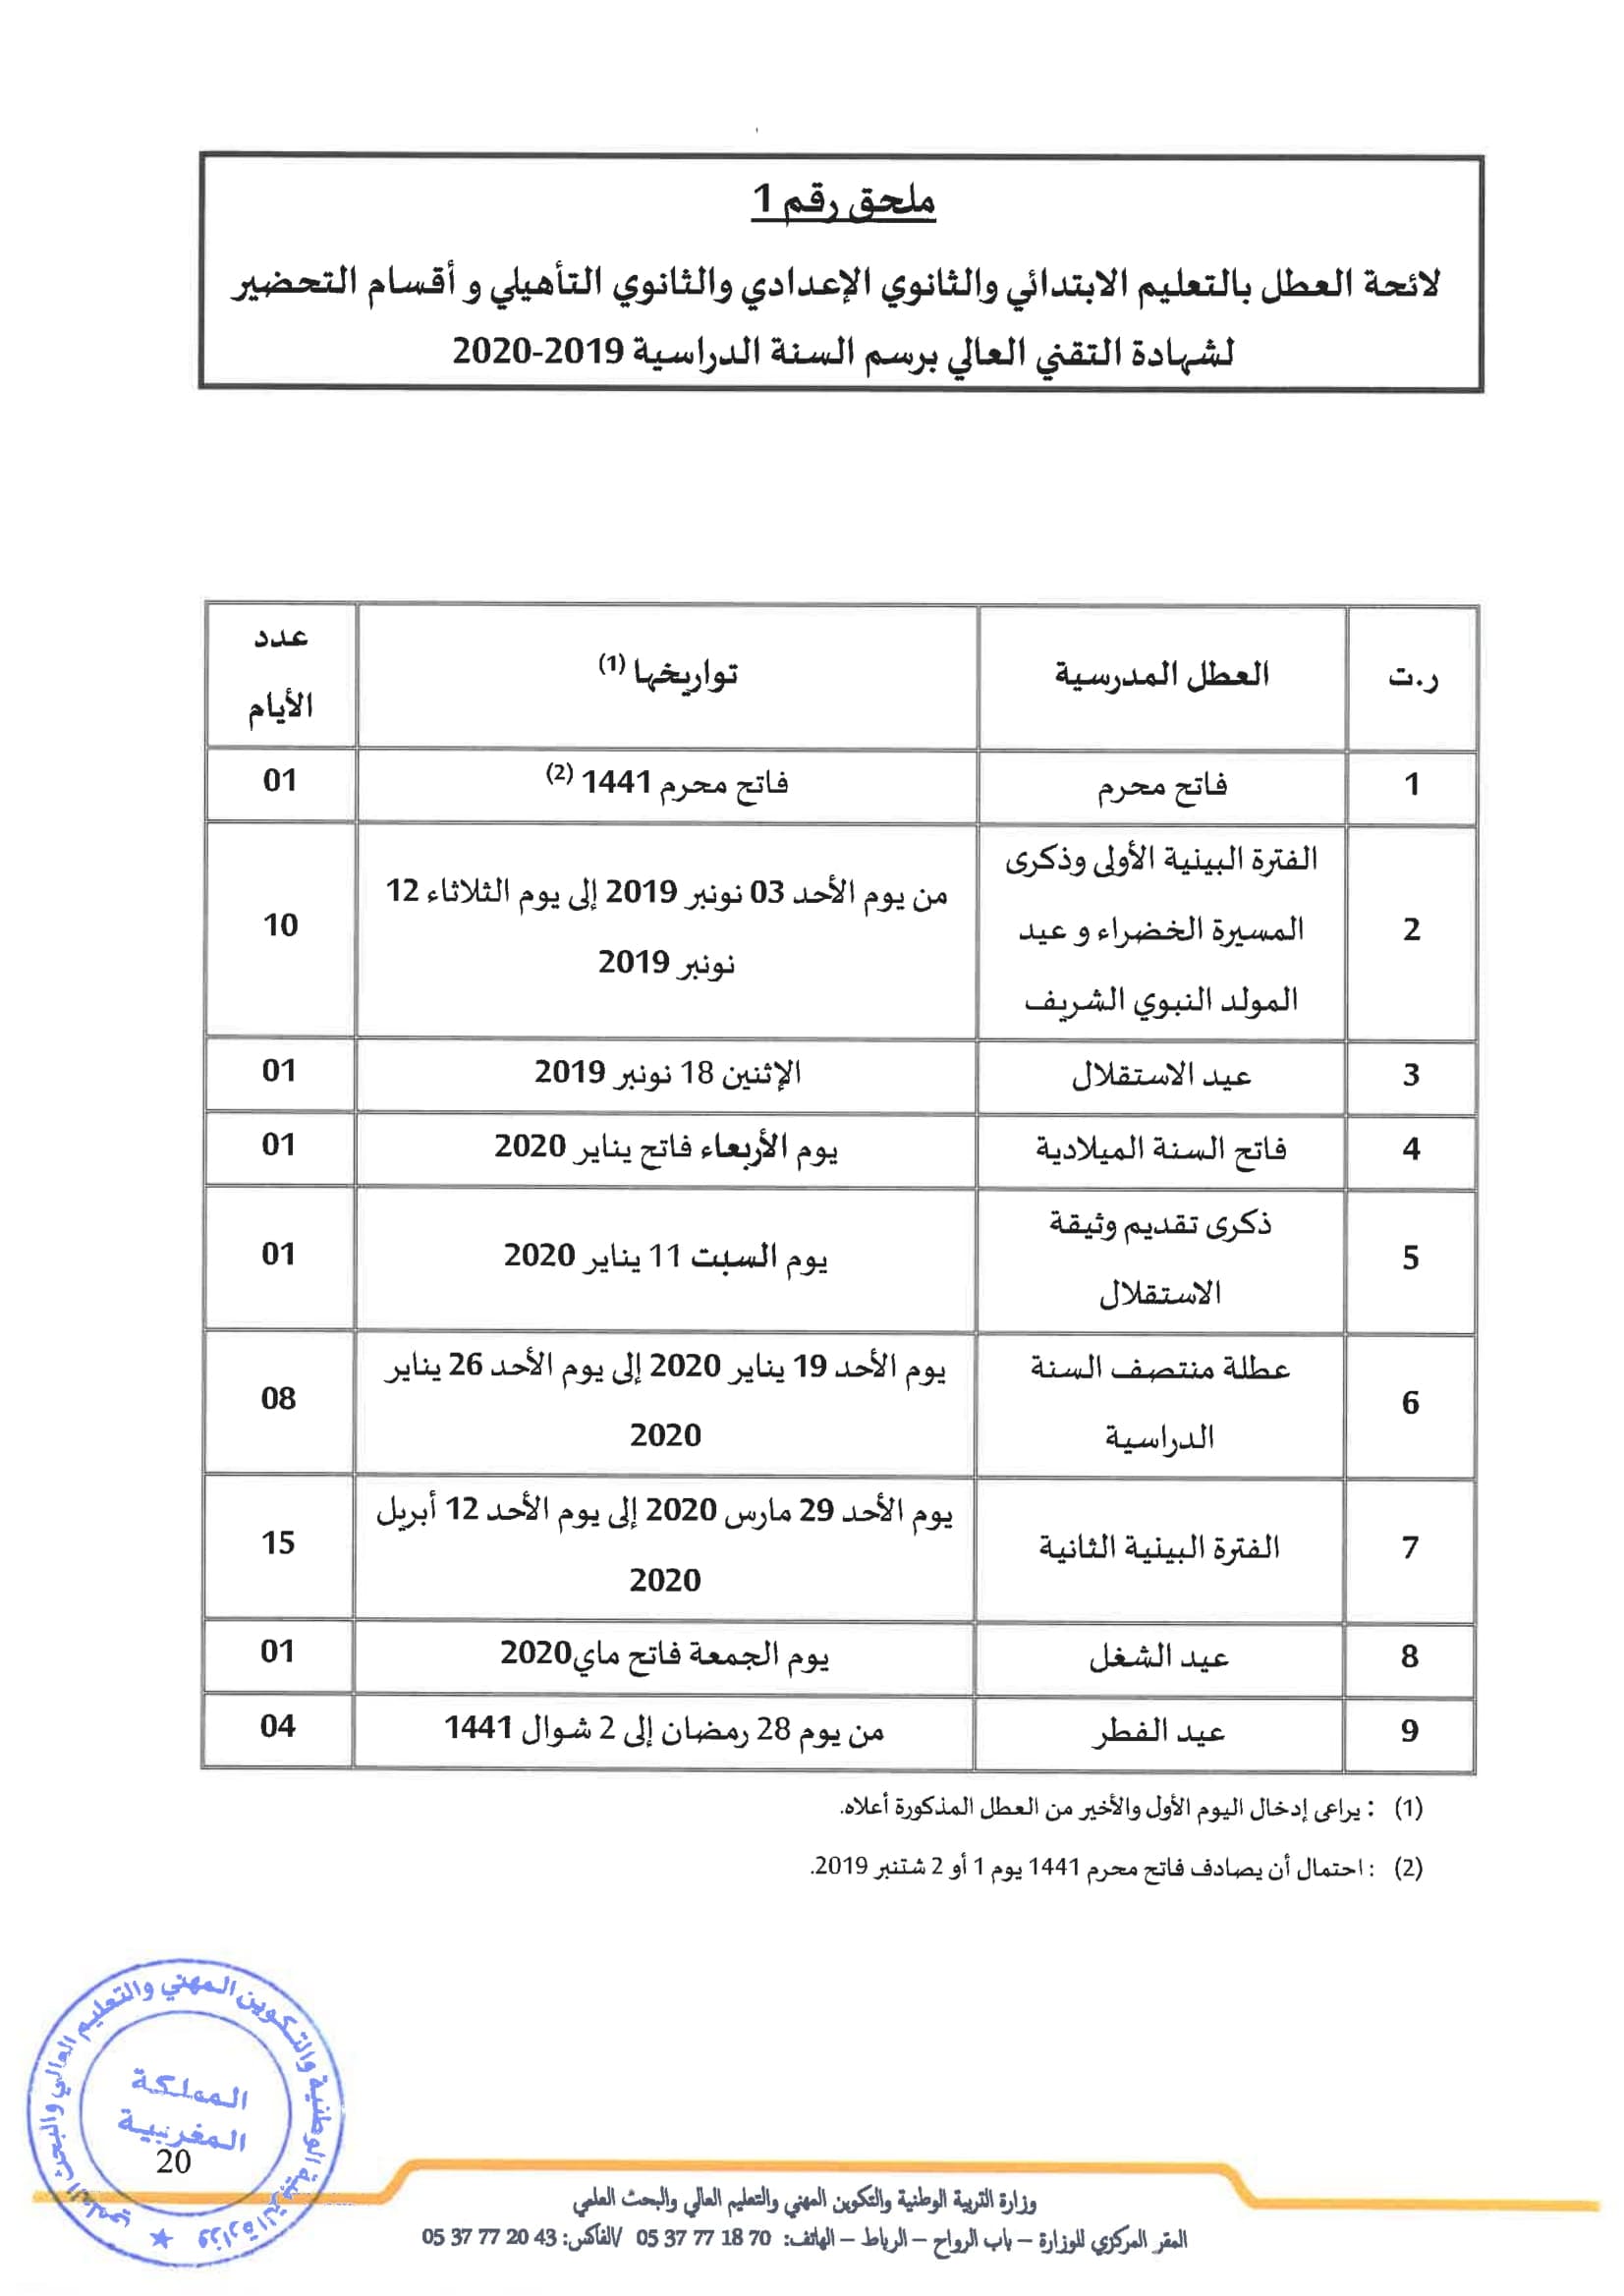 ملحق رقم 1
لائحة العطل بالتعليم الابتدائي والثانوي الإعدادي والثانوي التأهيلي و أقسام التحضير
لشهادة التقني العالي برسم السنة الدراسية 2019-2020
ر.ت العطل المدرسية تواريخها (1) عدد
الأيام
1 فاتح محرم فاتح محرم 1441 (2) 01
الفترة البينية الأولى وذكرى
المسيرة الخضراء و عيد
المولد النبوي الشريف
2 من يوم الأحد 03 نونبر 2019 إلى يوم الثلاثاء 12
نونبر 2019
10
3 عيد الاستقلال الإثنين 18 نونبر 2019 01
4 فاتح السنة الميلادية يوم الأربعاء فاتح يناير 2020 01
5 ذكرى تقديم وثيقة
الاستقلال
يوم السبت 11 يناير 2020 01
6 عطلة منتصف السنة
الدراسية
يوم الأحد 19 يناير 2020 إلى يوم الأحد 26 يناير
2020
08
7 الفترة البينية الثانية
يوم الأحد 29 مارس 2020 إلى يوم الأحد 12 أبريل
2020
15
8 عيد الشغل يوم الجمعة فاتح ماي2020 01
9 عيد الفطر من يوم 28 رمضان إلى 2 شوال 1441 04
(1) : يراعى إدخال اليوم الأول والأخير من العطل المذكورة أعلاه.
(2) : احتمال أن يصادف فاتح محرم 1441 يوم 1 أو 2 شتنبر 2019.
وزارة التربية الوطنية والتكوين المهني والتعليم العالي والبحث العلمي
المملكة
المغربية
20
وزارة التربية الوطنية والتكوين المهني والتعليم العالي والبحث العلمي
المقر المركزي للوزارة – باب الرواح – الرباط – الهاتف: 05 37 77 18 70 /الفاكس: 05 37 77 20 43